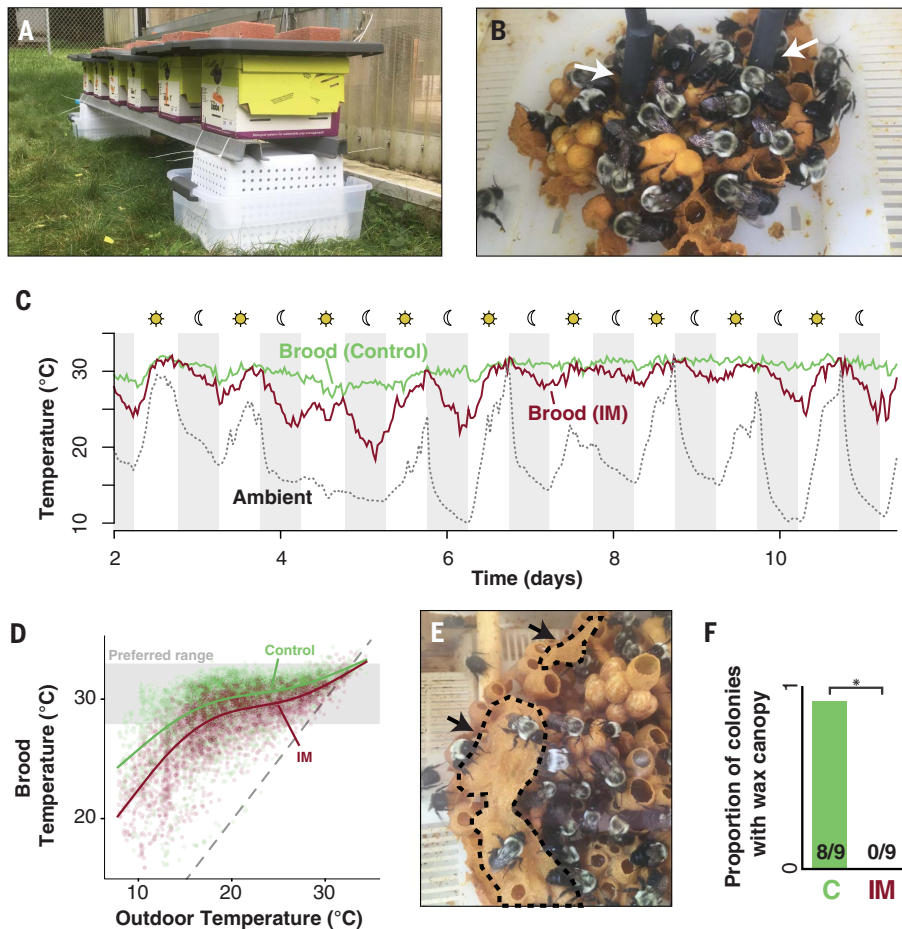 A
B
C
Brood (Control)
Brood (IM)
Ambient
Temperature (°C)
30
20
10
2
4
6
8
10
Time (days)
D
Preferred range
Control
IM
Brood
Temperature (°C)
30
20
10
20
30
Outdoor Temperature (°C)
E
F
Proportion of colonies
with wax canopy
1
0
*
8/9
0/9
C
IM